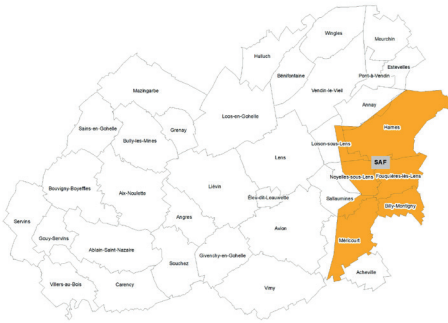 Wingles
Meurchin
Hulluch
Estevelles
Bénifontaine
Pont-à-Vendin
Vendin-le-Vieil
Mazingarbe
Annay
Loos-en-Gohelle
Harnes
Sains-en-Gohelle
Grenay
Bully-les-Mines
Loison-sous-Lens
Lens
SAF
Noyelles-sous-Lens
Fouquières-les-Lens
Bouvigny-Boyeffles
Aix-Noulette
Liévin
Éleu-dit-Leauwette
Sallaumines
Billy-Montigny
Servins
Angres
Avion
Gouy-Servins
Méricourt
Ablain-Saint-Nazaire
Givenchy-en-Gohelle
Souchez
Acheville
Villers-au-Bois
Carency
Vimy